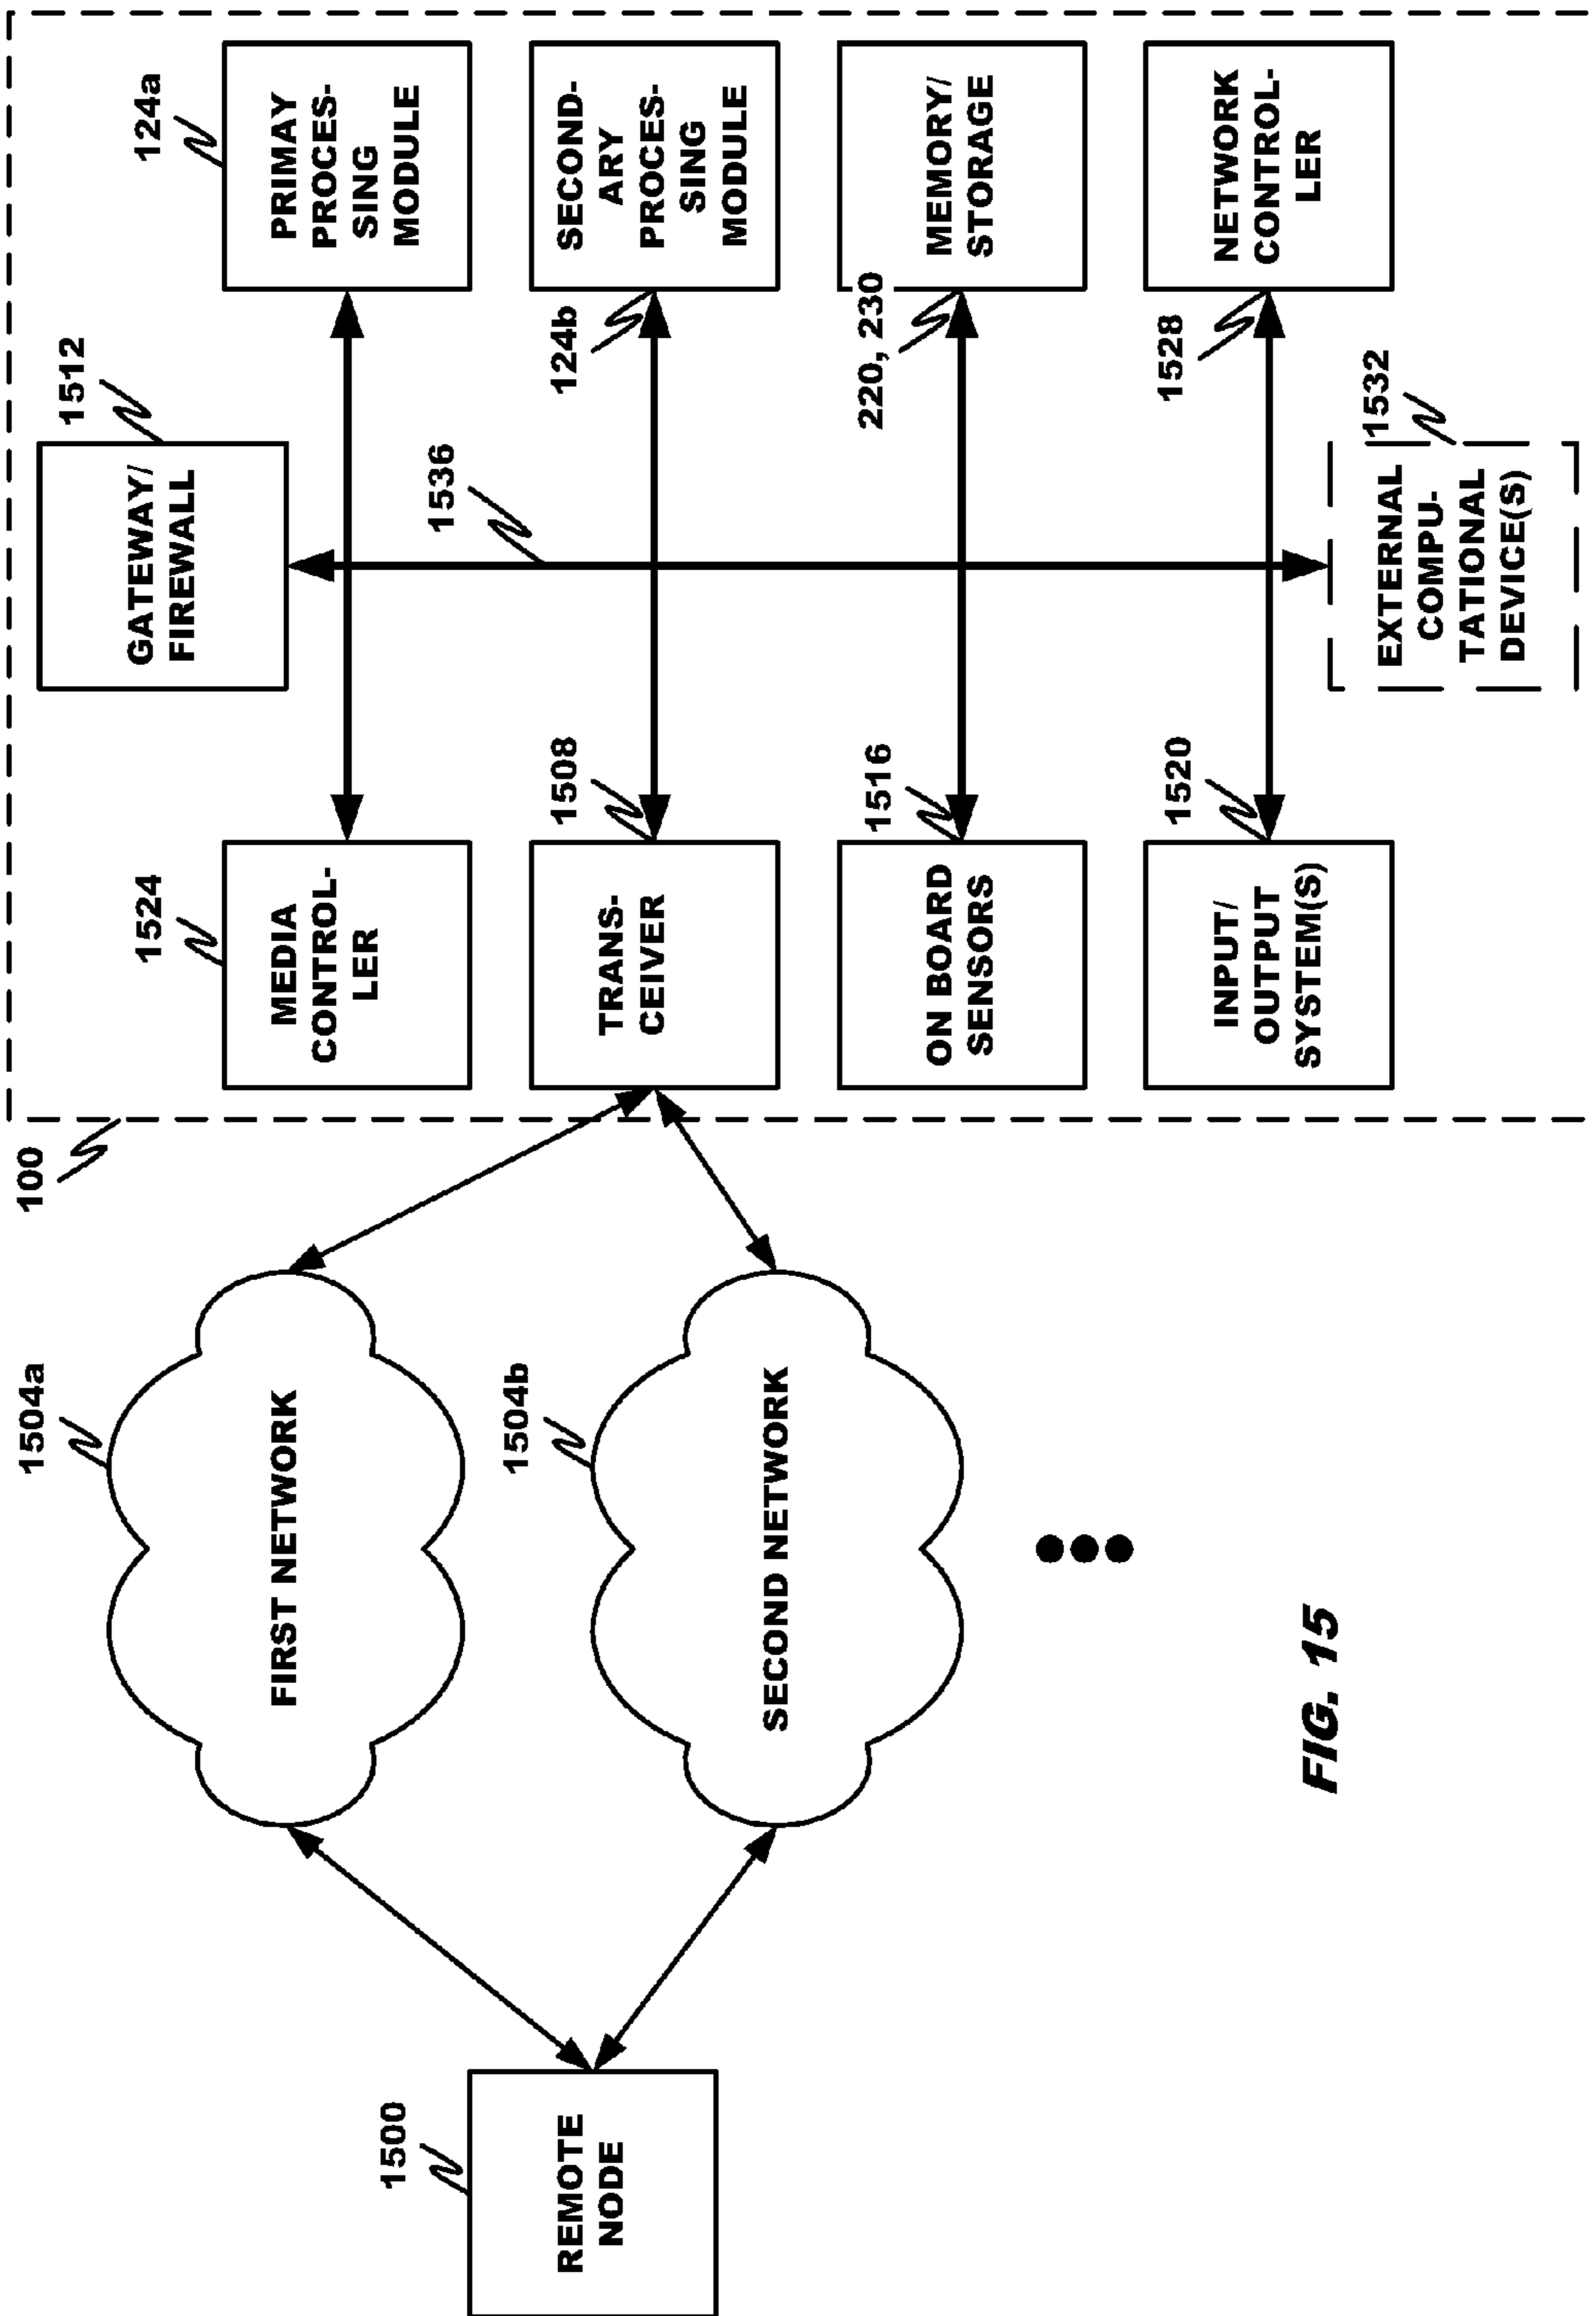 1512
124a
GATEWAY/
FIREWALL
PRIMAY
PROCES-
SING
MODULE
1524
MEDIA
CONTROL-
LER
1536
124b
SECOND-
ARY
PROCES-
SING
MODULE
1508
TRANS-
CEIVER
220, 230
MEMORY/
STORAGE
1516
ON BOARD
SENSORS
1528
NETWORK
CONTROL-
LER
1520
INPUT/
OUTPUT
SYSTEM(S)
1532
EXTERNAL
COMPU-
TATIONAL
DEVICE(S)
100
1504a
FIRST NETWORK
1504b
SECOND NETWORK
1500
REMOTE
NODE
FIG. 15